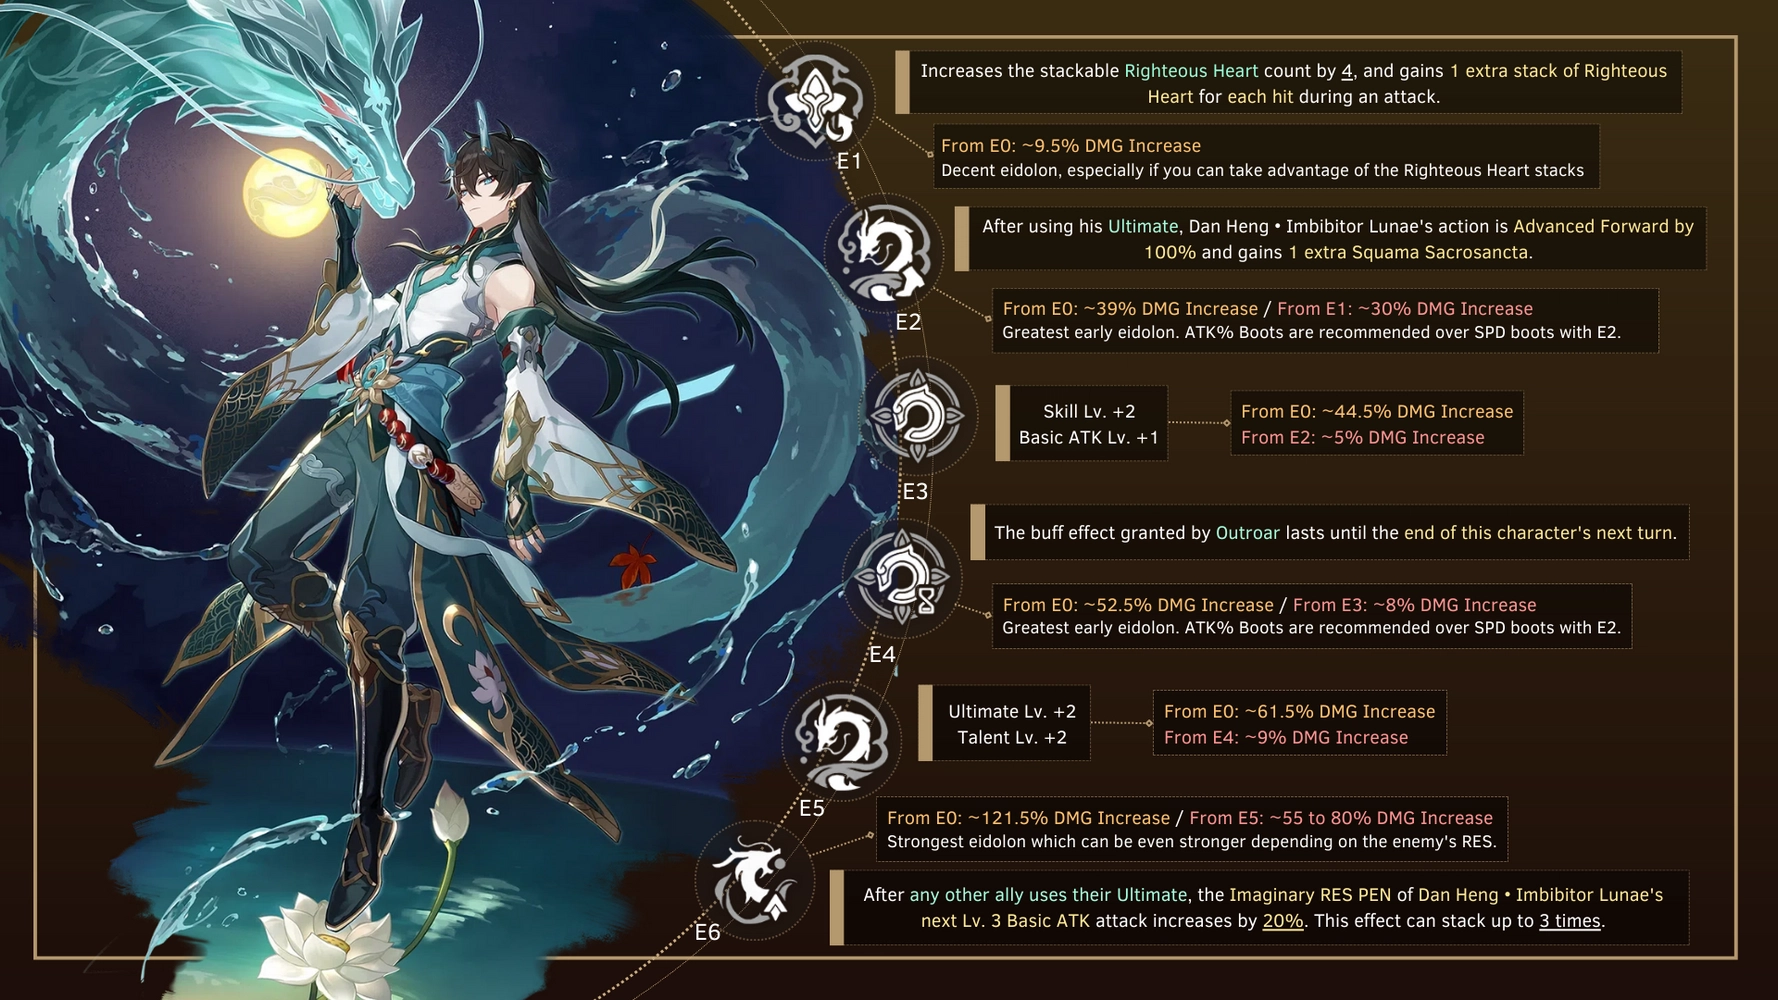 Increases the stackable Righteous Heart count by 4, and gains 1 extra stack of Righteous
Heart for each hit during an attack.
E1
From E0: ~9.5% DMG Increase
Decent eidolon, especially if you can take advantage of the Righteous Heart stacks
After using his Ultimate, Dan Heng • Imbibitor Lunae's action is Advanced Forward by
100% and gains 1 extra Squama Sacrosancta.
E2
From E0: ~39% DMG Increase / From E1: ~30% DMG Increase
Greatest early eidolon. ATK% Boots are recommended over SPD boots with E2.
Skill Lv. +2
Basic ATK Lv. +1
From E0: ~44.5% DMG Increase
From E2: ~5% DMG Increase
E3
The buff effect granted by Outroar lasts until the end of this character's next turn.
From E0: ~52.5% DMG Increase / From E3: ~8% DMG Increase
Greatest early eidolon. ATK% Boots are recommended over SPD boots with E2.
E4
Ultimate Lv. +2
Talent Lv. +2
From E0: ~61.5% DMG Increase
From E4: ~9% DMG Increase
E5
From E0: ~121.5% DMG Increase / From E5: ~55 to 80% DMG Increase
Strongest eidolon which can be even stronger depending on the enemy's RES.
After any other ally uses their Ultimate, the Imaginary RES PEN of Dan Heng • Imbibitor Lunae's
next Lv. 3 Basic ATK attack increases by 20%. This effect can stack up to 3 times.
E6